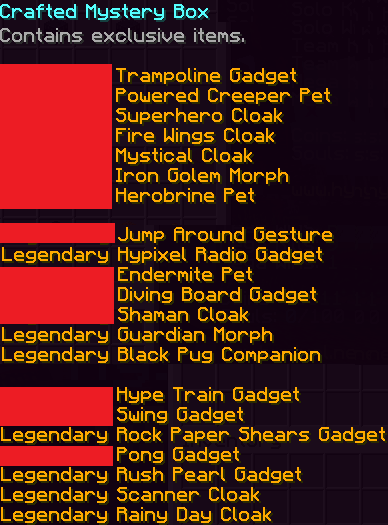 Crafted Mystery Box
Contains exclusive items.
Trampoline Gadget
Powered Creeper Pet
Superhero Cloak
Fire Wings Cloak
Mystical Cloak
Iron Golem Morph
Herobrine Pet
Jump Around Gesture
Legendary Hypixel Radio Gadget
Endermite Pet
Diving Board Gadget
Shaman Cloak
Legendary Guardian Morph
Legendary Black Pug Companion
Hype Train Gadget
Swing Gadget
Legendary Rock Paper Shears Gadget
Pong Gadget
Legendary Rush Pearl Gadget
Legendary Scanner Cloak
Legendary Rainy Day Cloak